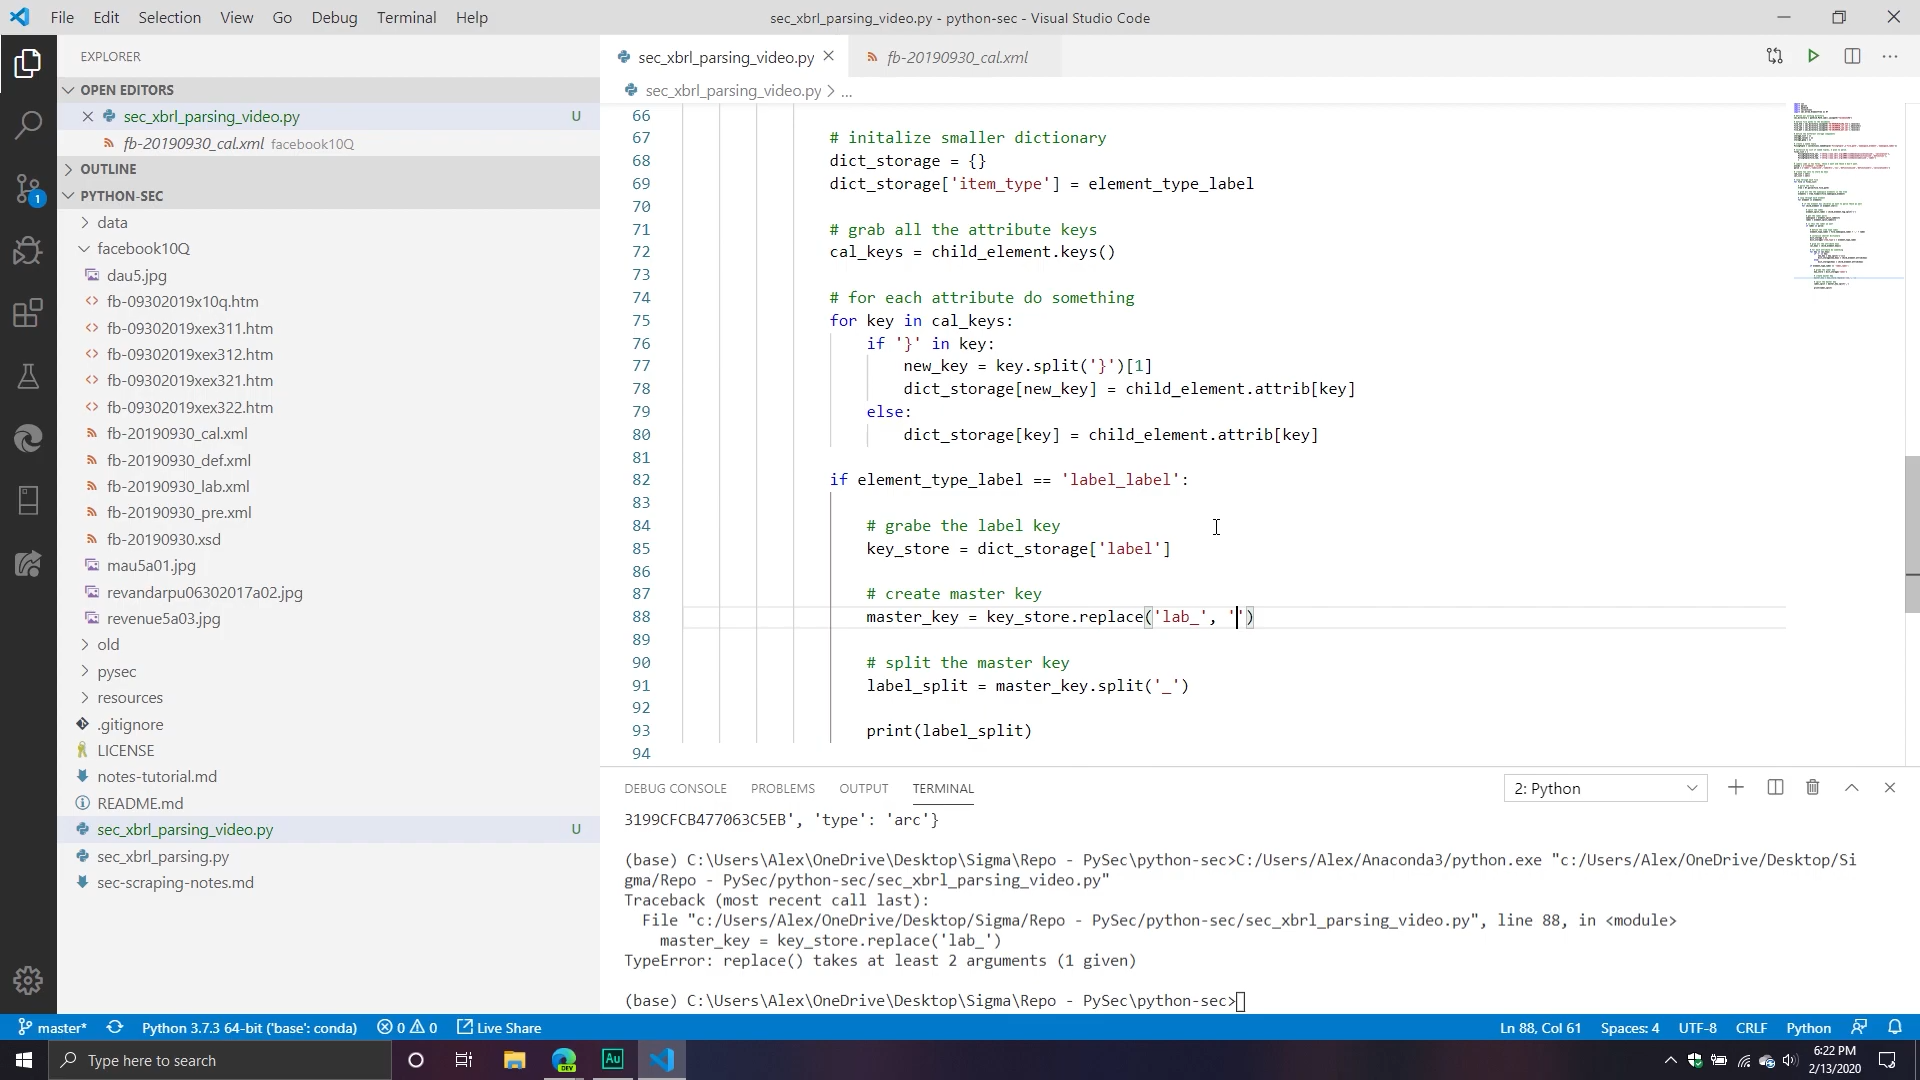 File Edit Selection View Go Debug Terminal Help
sec_xbrl_parsing_video.py - python-sec - Visual Studio Code
EXPLORER
OPEN EDITORS
sec_xbrl_parsing_video.py U
fb-20190930_cal.xml facebook10Q
OUTLINE
PYTHON-SEC
data
facebook10Q
dau5.jpg
fb-09302019x10q.htm
fb-09302019xex311.htm
fb-09302019xex312.htm
fb-09302019xex321.htm
fb-09302019xex322.htm
fb-20190930_cal.xml
fb-20190930_def.xml
fb-20190930_lab.xml
fb-20190930_pre.xml
fb-20190930.xsd
mau5a01.jpg
revandarpu06302017a02.jpg
revenue5a03.jpg
old
pysec
resources
.gitignore
LICENSE
notes-tutorial.md
README.md
sec_xbrl_parsing_video.py U
sec_xbrl_parsing.py
sec-scraping-notes.md
1
sec_xbrl_parsing_video.py
fb-20190930_cal.xml
sec_xbrl_parsing_video.py > ...
66
67 # initalize smaller dictionary
68 dict_storage = {}
69 dict_storage['item_type'] = element_type_label
70
71 # grab all the attribute keys
72 cal_keys = child_element.keys()
73
74 # for each attribute do something
75 for key in cal_keys:
76 if '}' in key:
77 new_key = key.split('}')[1]
78 dict_storage[new_key] = child_element.attrib[key]
79 else:
80 dict_storage[key] = child_element.attrib[key]
81
82 if element_type_label == 'label_label':
83
84 # grabe the label key
85 key_store = dict_storage['label']
86
87 # create master key
88 master_key = key_store.replace('lab_', '')
89
90 # split the master key
91 label_split = master_key.split('_')
92
93 print(label_split)
94
DEBUG CONSOLE PROBLEMS OUTPUT TERMINAL
2: Python
3199CFCB477063C5EB', 'type': 'arc'}
(base) C:\Users\Alex\OneDrive\Desktop\Sigma\Repo - PySec\python-sec>C:/Users/Alex/Anaconda3/python.exe "c:/Users/Alex/OneDrive/Desktop/Si
gma/Repo - PySec/python-sec/sec_xbrl_parsing_video.py"
Traceback (most recent call last):
File "c:/Users/Alex/OneDrive/Desktop/Sigma/Repo - PySec/python-sec/sec_xbrl_parsing_video.py", line 88, in <module>
master_key = key_store.replace('lab_')
TypeError: replace() takes at least 2 arguments (1 given)
(base) C:\Users\Alex\OneDrive\Desktop\Sigma\Repo - PySec\python-sec>
master* Python 3.7.3 64-bit ('base': conda) 0 0 Live Share
Ln 88, Col 61 Spaces: 4 UTF-8 CRLF Python
Type here to search
DEV
Au
6:22 PM
2/13/2020